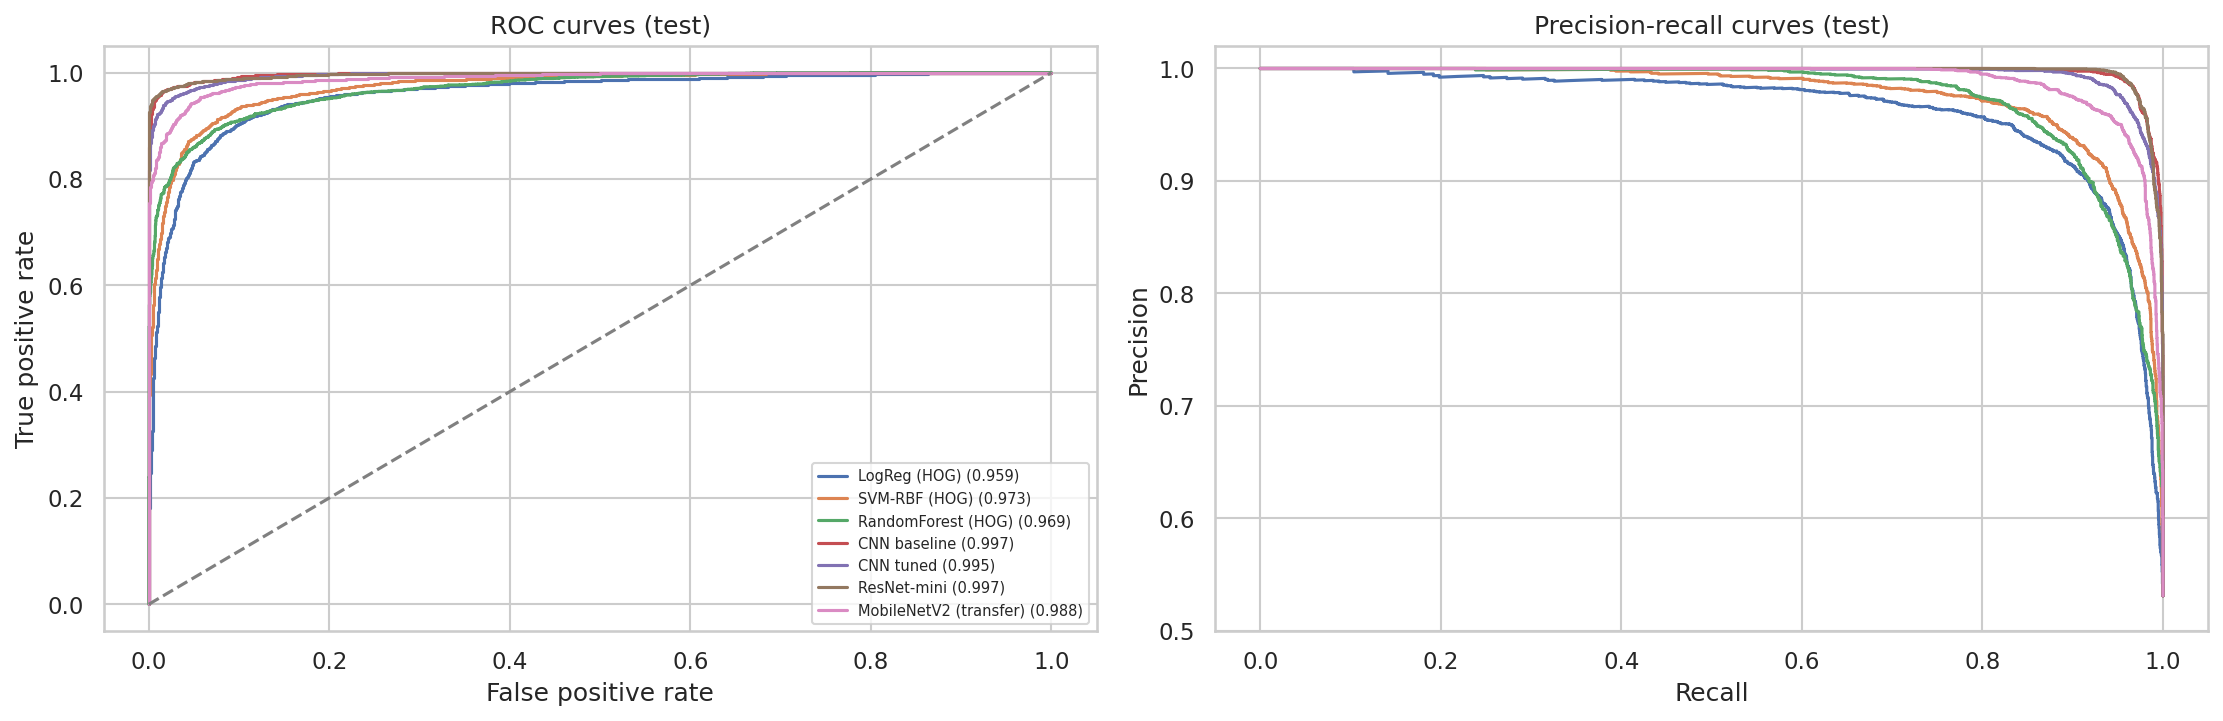 ROC curves (test)
True positive rate
1.0
0.8
0.6
0.4
0.2
0.0
0.0 0.2 0.4 0.6 0.8 1.0
False positive rate
LogReg (HOG) (0.959)
SVM-RBF (HOG) (0.973)
RandomForest (HOG) (0.969)
CNN baseline (0.997)
CNN tuned (0.995)
ResNet-mini (0.997)
MobileNetV2 (transfer) (0.988)
Precision-recall curves (test)
Precision
1.0
0.9
0.8
0.7
0.6
0.5
0.0 0.2 0.4 0.6 0.8 1.0
Recall